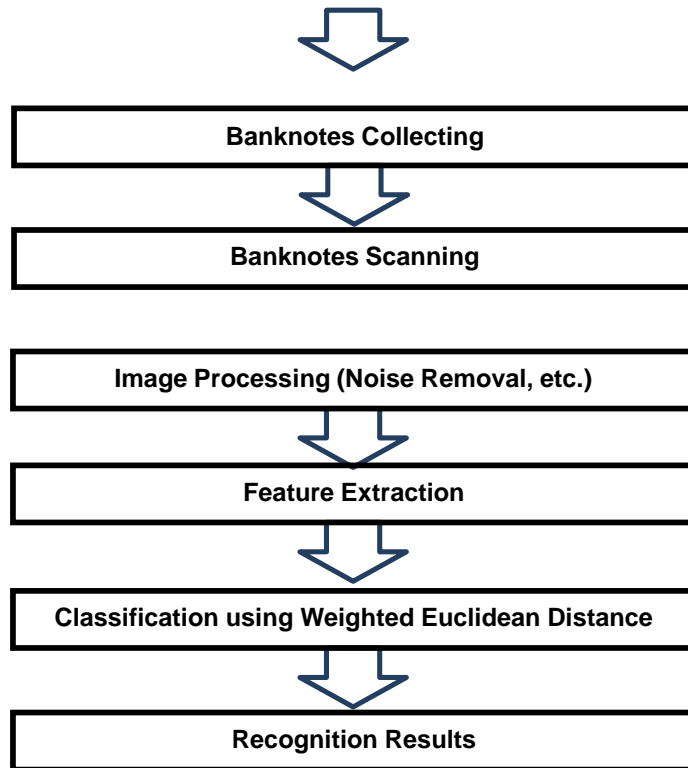 Banknotes Collecting
Banknotes Scanning
Image Processing (Noise Removal, etc.)
Feature Extraction
Classification using Weighted Euclidean Distance
Recognition Results